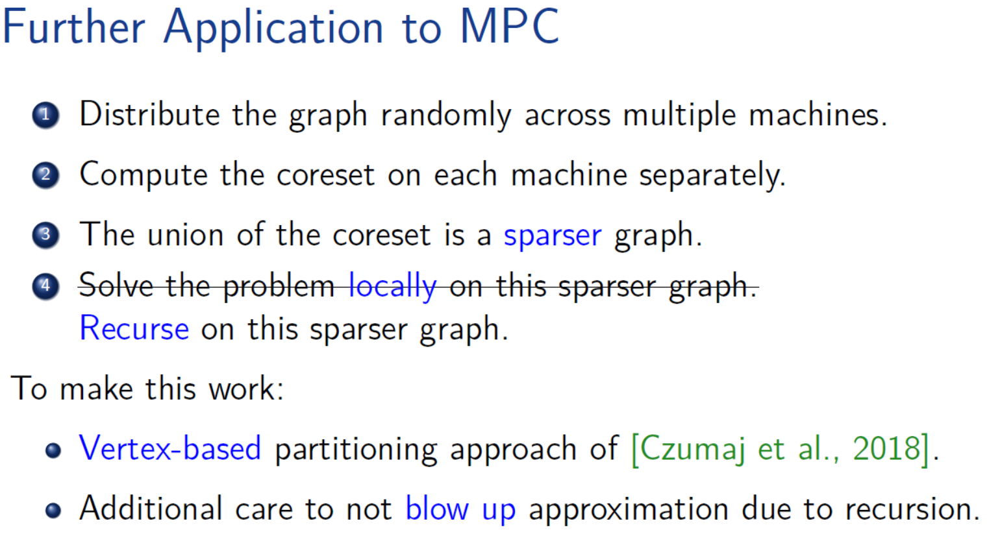 Further Application to MPC
1 Distribute the graph randomly across multiple machines.
2 Compute the coreset on each machine separately.
3 The union of the coreset is a sparser graph.
4 Solve the problem locally on this sparser graph.
Recurse on this sparser graph.
To make this work:
Vertex-based partitioning approach of [Czumaj et al., 2018].
Additional care to not blow up approximation due to recursion.